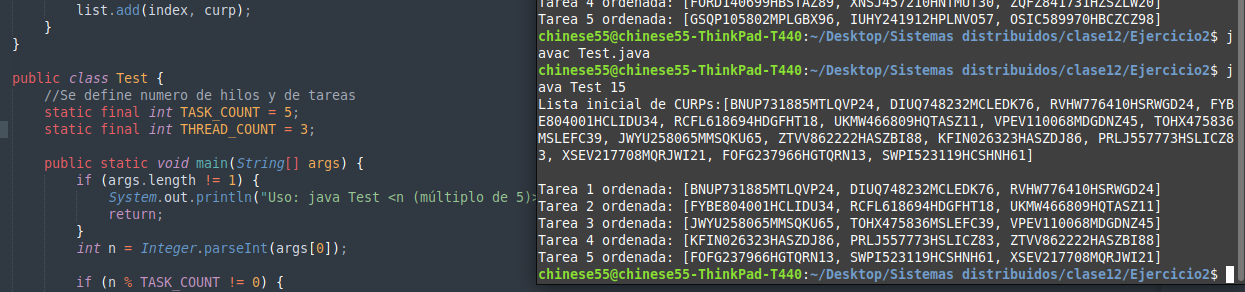 list.add(index, curp);
}
}
public class Test {
//Se define numero de hilos y de tareas
static final int TASK_COUNT = 5;
static final int THREAD_COUNT = 3;
public static void main(String[] args) {
if (args.length != 1) {
System.out.println("Uso: java Test <n (múltiplo de 5)>
return;
}
int n = Integer.parseInt(args[0]);
if (n % TASK_COUNT != 0) {
Tarea 4 ordenada: [FORD140699HBSTAZ89, XNSJ457210HNTMUT30, ZQFZ841731HZSZLW20]
Tarea 5 ordenada: [GSQP105802MPLGBX96, IUHY241912HPLNVO57, OSIC589970HBCZCZ98]
chinese55@chinese55-ThinkPad-T440:~/Desktop/Sistemas distribuidos/clase12/Ejercicio2$ j
avac Test.java
chinese55@chinese55-ThinkPad-T440:~/Desktop/Sistemas distribuidos/clase12/Ejercicio2$ j
ava Test 15
Lista inicial de CURPs:[BNUP731885MTLQVP24, DIUQ748232MCLEDK76, RVHW776410HSRWGD24, FYB
E804001HCLIDU34, RCFL618694HDGFHT18, UKMW466809HQTASZ11, VPEV110068MDGDNZ45, TOHX475836
MSLEFC39, JWYU258065MMSQKU65, ZTVV862222HASZBI88, KFIN026323HASZDJ86, PRLJ557773HSLICZ8
3, XSEV217708MQRJWI21, FOFG237966HGTQRN13, SWPI523119HCSHNH61]
Tarea 1 ordenada: [BNUP731885MTLQVP24, DIUQ748232MCLEDK76, RVHW776410HSRWGD24]
Tarea 2 ordenada: [FYBE804001HCLIDU34, RCFL618694HDGFHT18, UKMW466809HQTASZ11]
Tarea 3 ordenada: [JWYU258065MMSQKU65, TOHX475836MSLEFC39, VPEV110068MDGDNZ45]
Tarea 4 ordenada: [KFIN026323HASZDJ86, PRLJ557773HSLICZ83, ZTVV862222HASZBI88]
Tarea 5 ordenada: [FOFG237966HGTQRN13, SWPI523119HCSHNH61, XSEV217708MQRJWI21]
chinese55@chinese55-ThinkPad-T440:~/Desktop/Sistemas distribuidos/clase12/Ejercicio2$